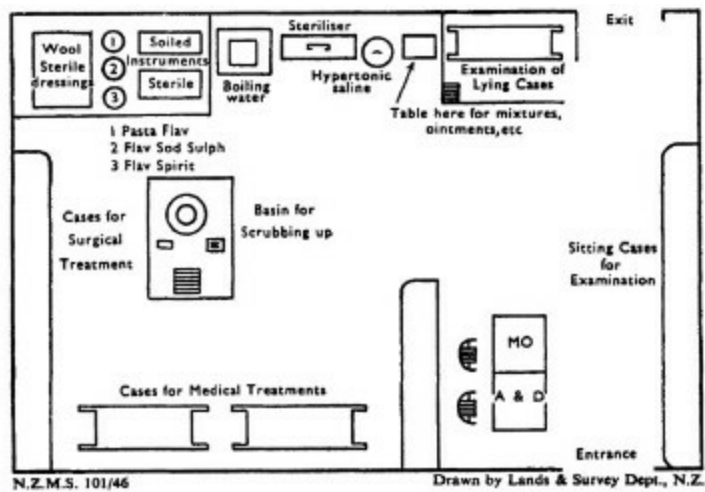 Exit
Wool
Sterile
dressings
1
2
3
Soiled
Instruments
Sterile
Boiling
water
Steriliser
Hypertonic
saline
Examination of
Lying Cases
Table here for mixtures,
ointments,etc
1 Pasta Flav
2 Flav Sod Sulph
3 Flav Spirit
Cases for
Surgical
Treatment
Basin for
Scrubbing up
Sitting Cases
for
Examination
MO
A & D
Cases for Medical Treatments
Entrance
N.Z.M.S. 101/46
Drawn by Lands & Survey Dept., N.Z.